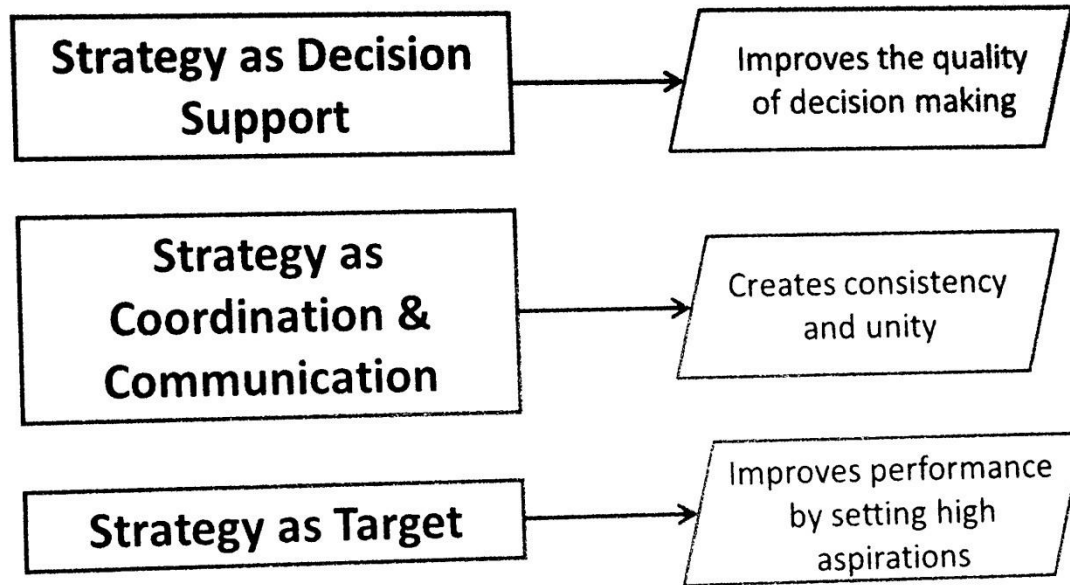 Strategy as Decision
Support
Improves the quality
of decision making
Strategy as
Coordination &
Communication
Creates consistency
and unity
Strategy as Target
Improves performance
by setting high
aspirations